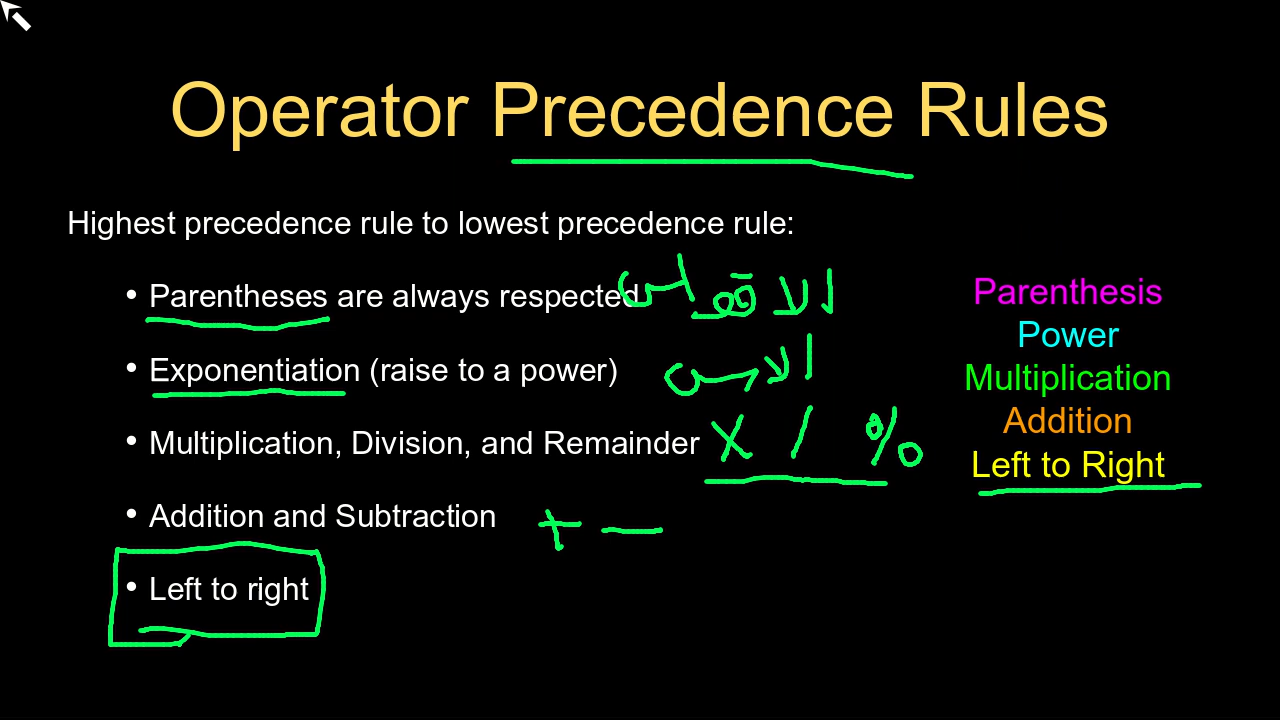 Operator Precedence Rules
Highest precedence rule to lowest precedence rule:
• Parentheses are always respected الاقواس
• Exponentiation (raise to a power) الاس
• Multiplication, Division, and Remainder X / %
• Addition and Subtraction + —
• Left to right
Parenthesis
Power
Multiplication
Addition
Left to Right